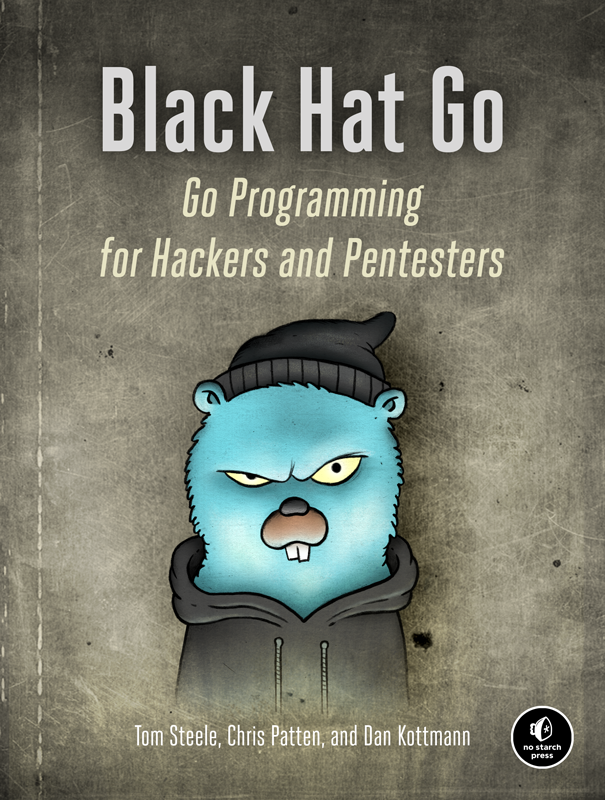 Black Hat Go
Go Programming
for Hackers and Pentesters
Tom Steele, Chris Patten, and Dan Kottmann
no starch
press